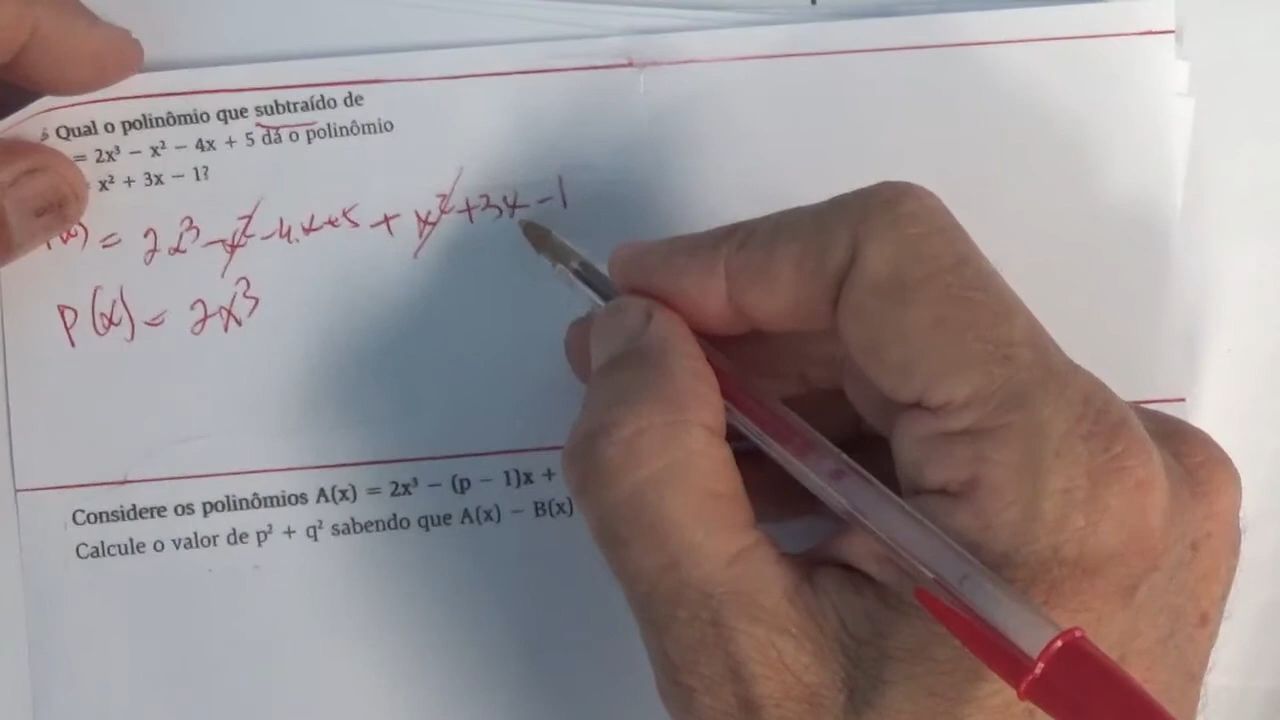 Qual o polinômio que subtraído de
= 2x³ − x² − 4x + 5 dá o polinômio
x² + 3x − 1?
(x) = 2x³ - x² - 4x + 5 + x² + 3x - 1
P(x) = 2x³
Considere os polinômios A(x) = 2x³ − (p − 1)x +
Calcule o valor de p² + q² sabendo que A(x) − B(x)